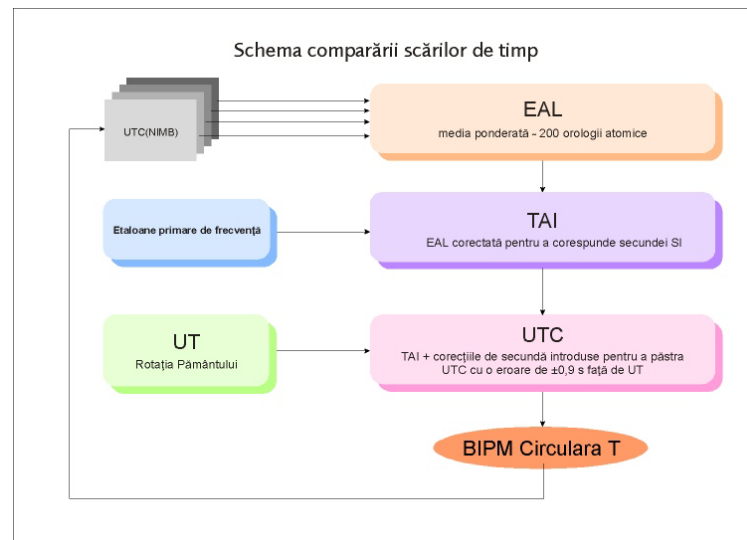 Schema comparării scărilor de timp
UTC(NIMB)
EAL
media ponderată ~ 200 orologii atomice
Etaloane primare de frecvență
TAI
EAL corectată pentru a corespunde secundei SI
UT
Rotația Pământului
UTC
TAI + corecțiile de secundă introduse pentru a păstra
UTC cu o eroare de ±0,9 s față de UT
BIPM Circulara T